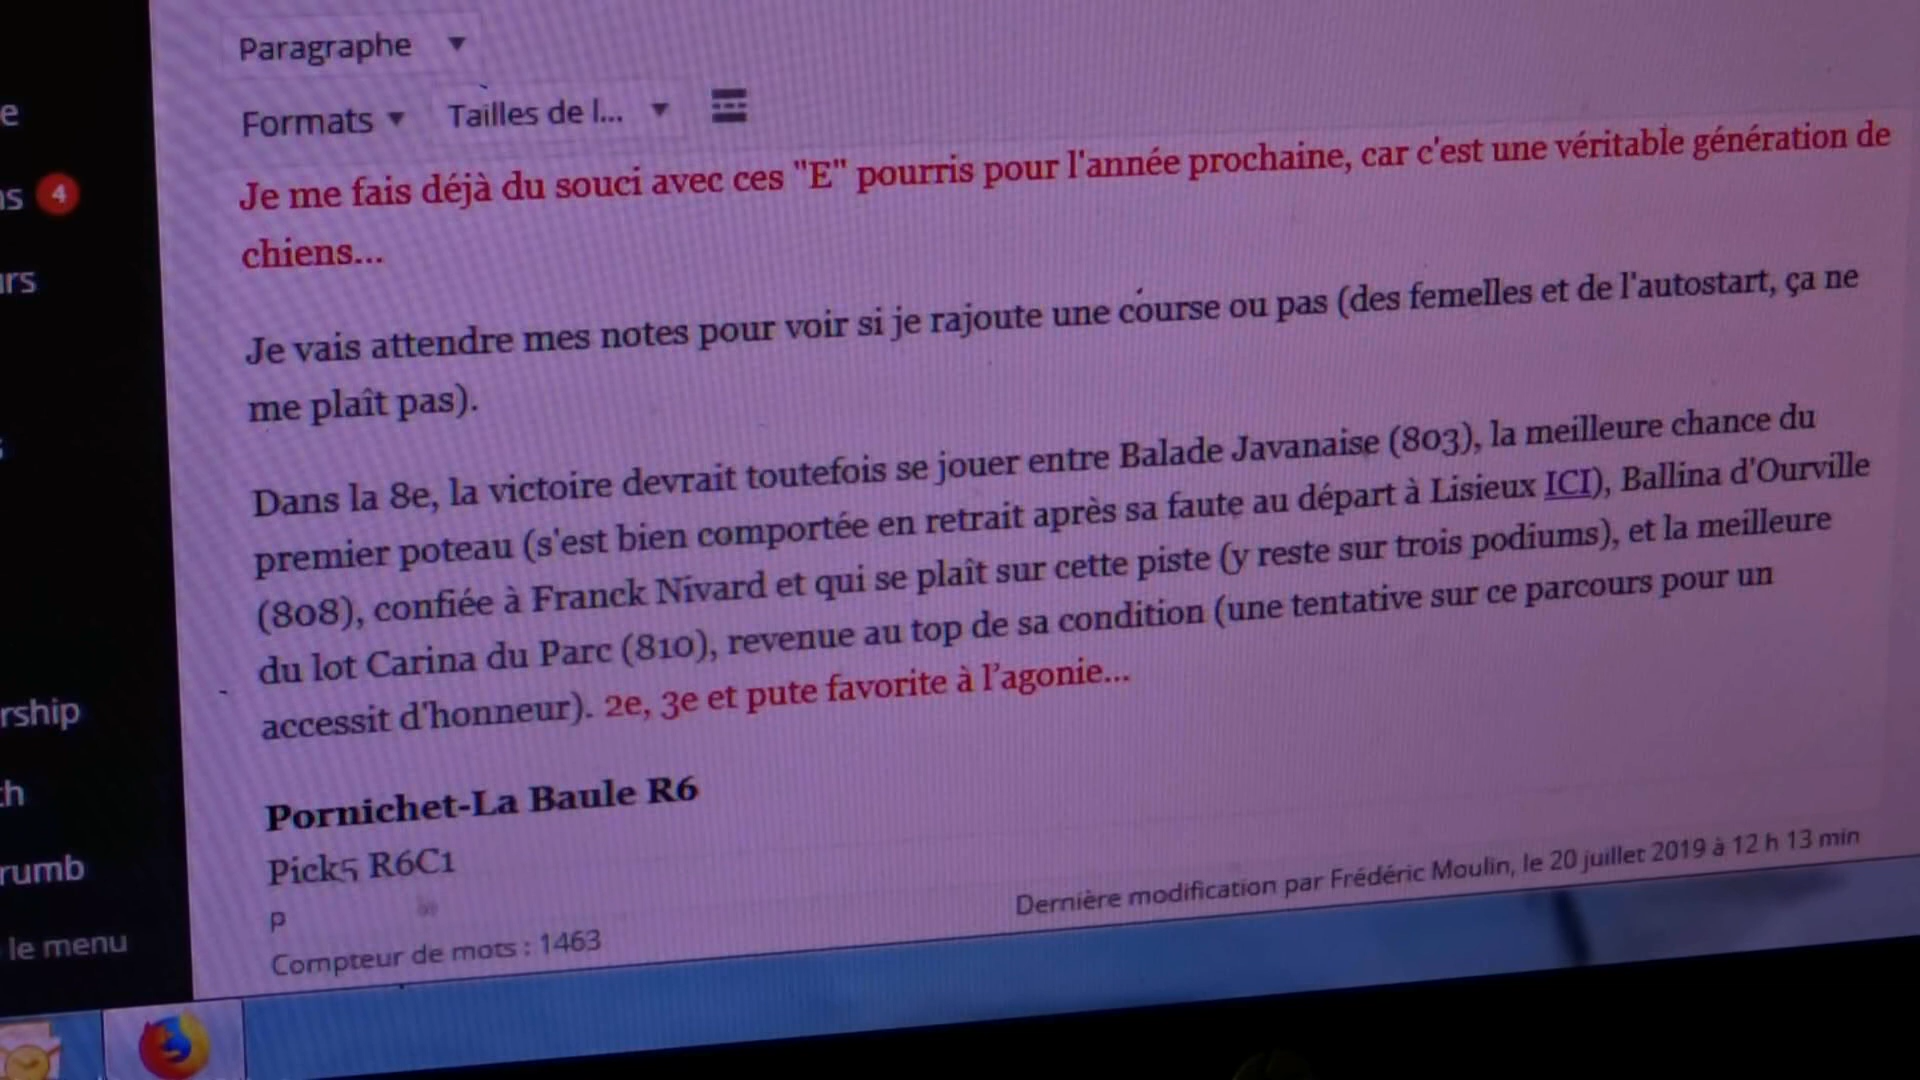 Paragraphe
Formats
Tailles de l...
e
s
4
rs
rship
ch
rumb
le menu
Je me fais déjà du souci avec ces "E" pourris pour l'année prochaine, car c'est une véritable génération de
chiens...
Je vais attendre mes notes pour voir si je rajoute une course ou pas (des femelles et de l'autostart, ça ne
me plaît pas).
Dans la 8e, la victoire devrait toutefois se jouer entre Balade Javanaise (803), la meilleure chance du
premier poteau (s'est bien comportée en retrait après sa faute au départ à Lisieux ICI), Ballina d'Ourville
(808), confiée à Franck Nivard et qui se plaît sur cette piste (y reste sur trois podiums), et la meilleure
du lot Carina du Parc (810), revenue au top de sa condition (une tentative sur ce parcours pour un
accessit d'honneur). 2e, 3e et pute favorite à l’agonie...
Pornichet-La Baule R6
Pick5 R6C1
P
Compteur de mots : 1463
Dernière modification par Frédéric Moulin, le 20 juillet 2019 à 12 h 13 min